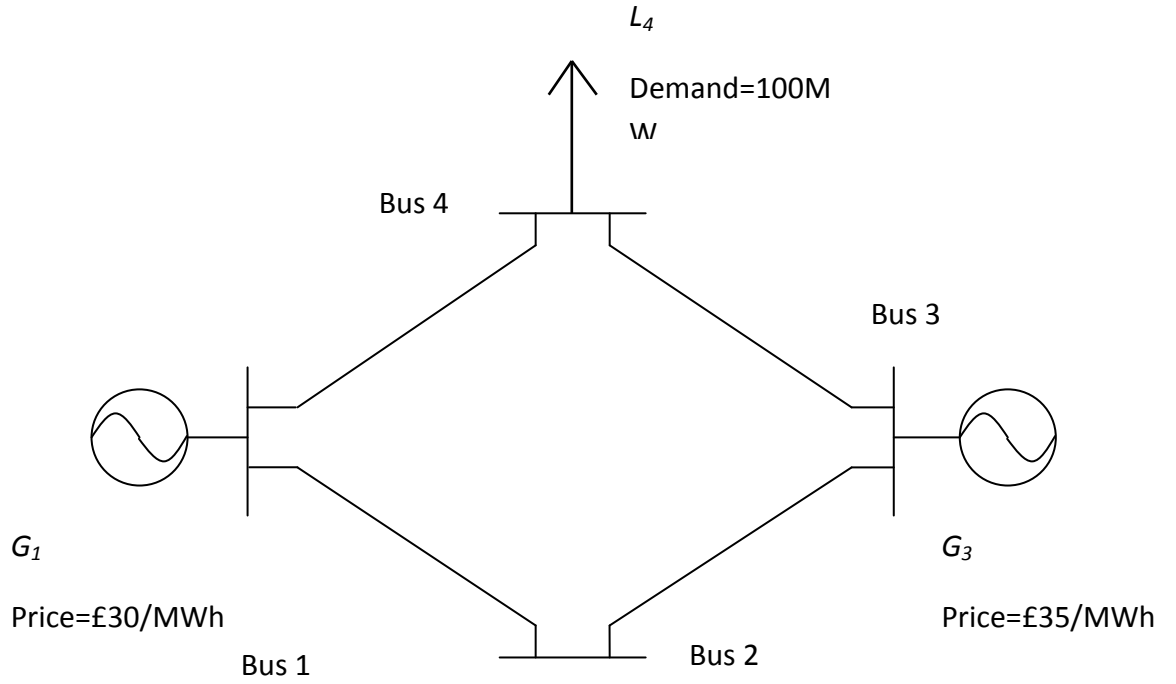 L4
Demand=100M
W
Bus 4
Bus 3
G1
Price=£30/MWh
G3
Price=£35/MWh
Bus 1
Bus 2